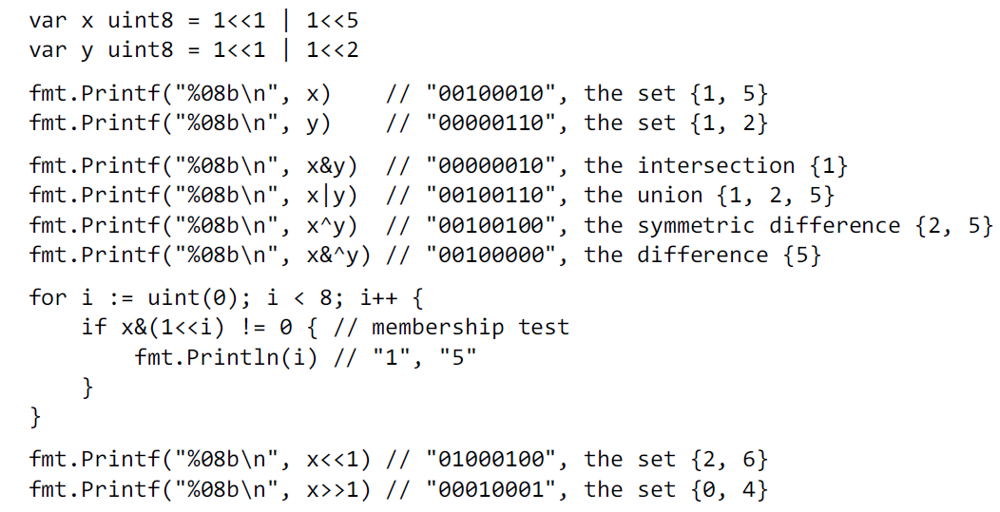 var x uint8 = 1<<1 | 1<<5
var y uint8 = 1<<1 | 1<<2
fmt.Printf("%08b\n", x)    // "00100010", the set {1, 5}
fmt.Printf("%08b\n", y)    // "00000110", the set {1, 2}
fmt.Printf("%08b\n", x&y)  // "00000010", the intersection {1}
fmt.Printf("%08b\n", x|y)  // "00100110", the union {1, 2, 5}
fmt.Printf("%08b\n", x^y)  // "00100100", the symmetric difference {2, 5}
fmt.Printf("%08b\n", x&^y) // "00100000", the difference {5}
for i := uint(0); i < 8; i++ {
    if x&(1<<i) != 0 { // membership test
        fmt.Println(i) // "1", "5"
    }
}
fmt.Printf("%08b\n", x<<1) // "01000100", the set {2, 6}
fmt.Printf("%08b\n", x>>1) // "00010001", the set {0, 4}